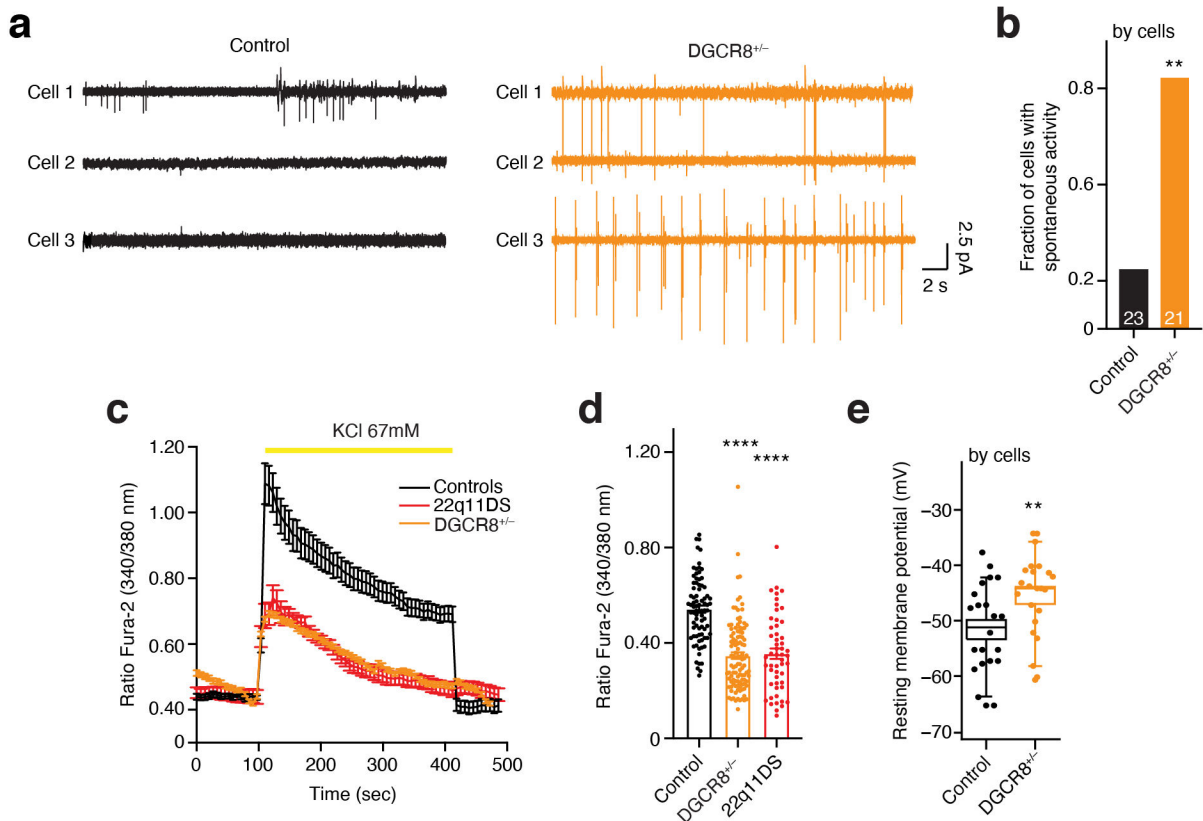 a
Control
Cell 1
Cell 2
Cell 3
DGCR8+/–
Cell 1
Cell 2
Cell 3
2.5 pA
2 s
b
by cells
**
Fraction of cells with
spontaneous activity
0.8
0.6
0.2
0
23
21
Control
DGCR8+/–
c
KCl 67mM
Ratio Fura-2 (340/380 nm)
1.20
1.00
0.80
0.60
0.40
0
Controls
22q11DS
DGCR8+/–
0
100
200
300
400
500
Time (sec)
d
Ratio Fura-2 (340/380 nm)
1.20
0.80
0.40
0
****
****
Control
DGCR8+/–
22q11DS
e
by cells
**
Resting membrane potential (mV)
–30
–40
–50
–60
–70
Control
DGCR8+/–